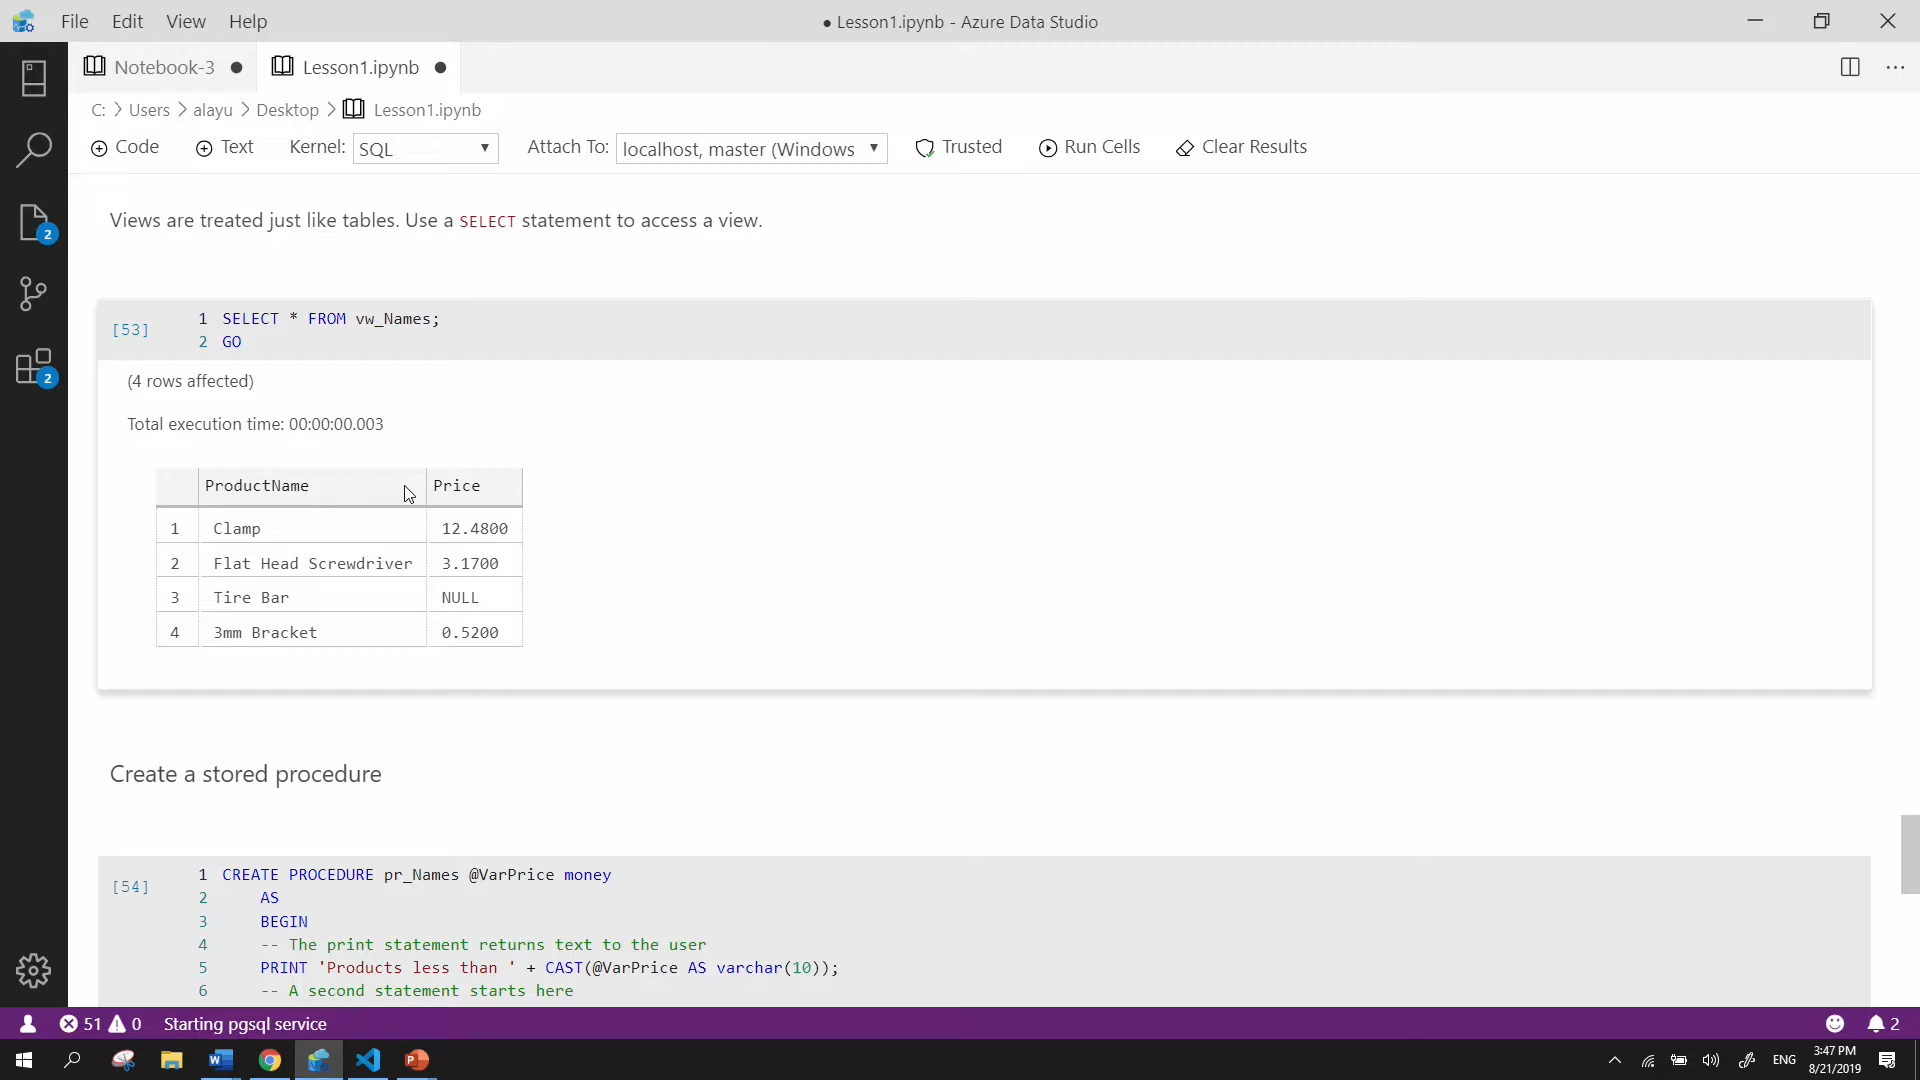 File Edit View Help
● Lesson1.ipynb - Azure Data Studio
Notebook-3 ● Lesson1.ipynb ●
C: > Users > alayu > Desktop > Lesson1.ipynb
Code Text Kernel: SQL Attach To: localhost, master (Windows Trusted Run Cells Clear Results
Views are treated just like tables. Use a SELECT statement to access a view.
[53]
1 SELECT * FROM vw_Names;
2 GO
(4 rows affected)
Total execution time: 00:00:00.003
ProductName Price
1 Clamp 12.4800
2 Flat Head Screwdriver 3.1700
3 Tire Bar NULL
4 3mm Bracket 0.5200
Create a stored procedure
[54]
1 CREATE PROCEDURE pr_Names @VarPrice money
2 AS
3 BEGIN
4 -- The print statement returns text to the user
5 PRINT 'Products less than ' + CAST(@VarPrice AS varchar(10));
6 -- A second statement starts here
2
2
51 0 Starting pgsql service 2
ENG
3:47 PM
8/21/2019